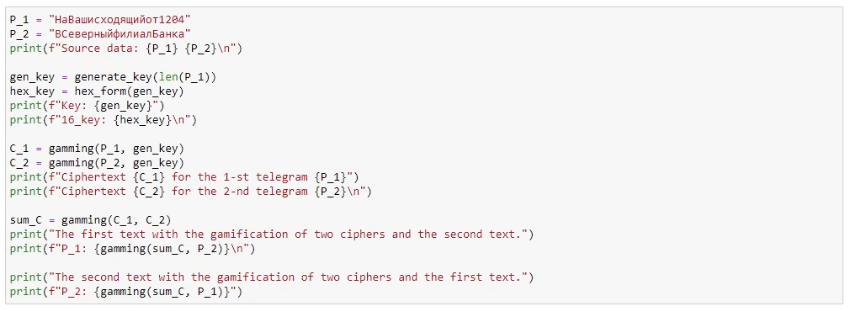 P_1 = "НаВашисходящийот1204"
P_2 = "ВСеверныйфилиалБанка"
print(f"Source data: {P_1} {P_2}\n")
gen_key = generate_key(len(P_1))
hex_key = hex_form(gen_key)
print(f"Key: {gen_key}")
print(f"16_key: {hex_key}\n")
C_1 = gamming(P_1, gen_key)
C_2 = gamming(P_2, gen_key)
print(f"Ciphertext {C_1} for the 1-st telegram {P_1}")
print(f"Ciphertext {C_2} for the 2-nd telegram {P_2}\n")
sum_C = gamming(C_1, C_2)
print("The first text with the gamification of two ciphers and the second text.")
print(f"P_1: {gamming(sum_C, P_2)}\n")
print("The second text with the gamification of two ciphers and the first text.")
print(f"P_2: {gamming(sum_C, P_1)}")